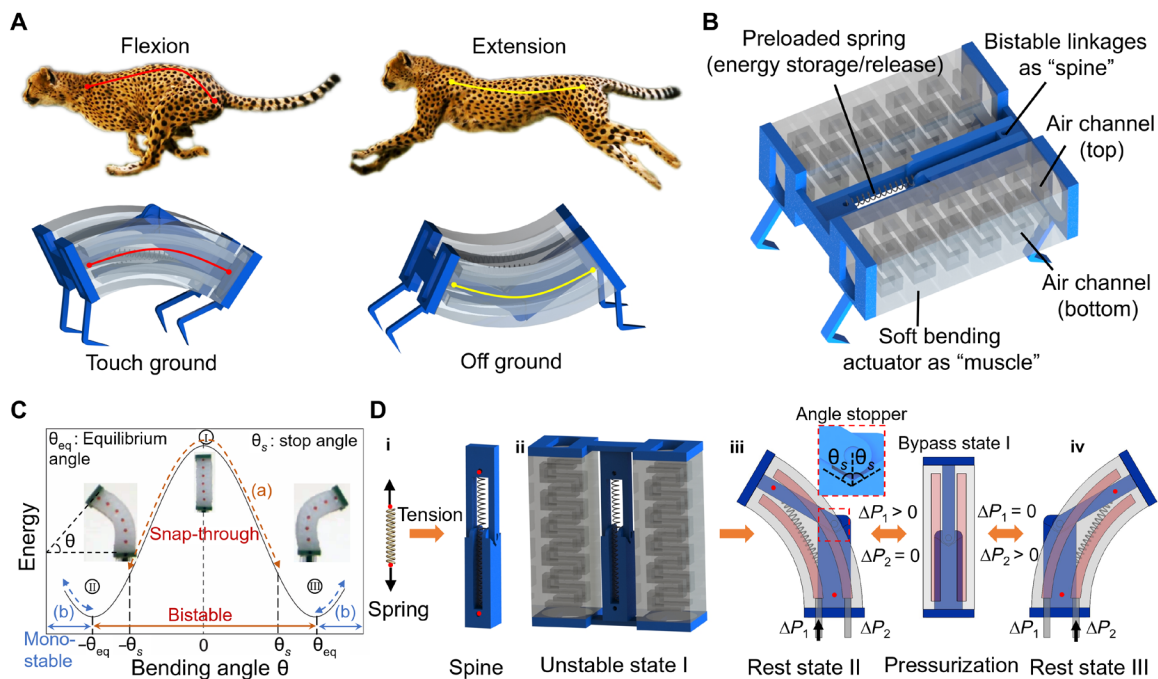 A
Flexion
Extension
Touch ground
Off ground
B
Preloaded spring
(energy storage/release)
Bistable linkages
as “spine”
Air channel
(top)
Air channel
(bottom)
Soft bending
actuator as “muscle”
C
θeq: Equilibrium
angle
θs: stop angle
I
(a)
Snap-through
θ
II
III
(b)
(b)
Bistable
Mono-
stable
−θeq
−θs
0
θs
θeq
Energy
Bending angle θ
D
i
Tension
Spring
Spine
ii
Unstable state I
iii
Angle stopper
θs
θs
ΔP1 > 0
ΔP2 = 0
ΔP1
ΔP2
Rest state II
Bypass state I
Pressurization
iv
ΔP1 = 0
ΔP2 > 0
ΔP1
ΔP2
Rest state III